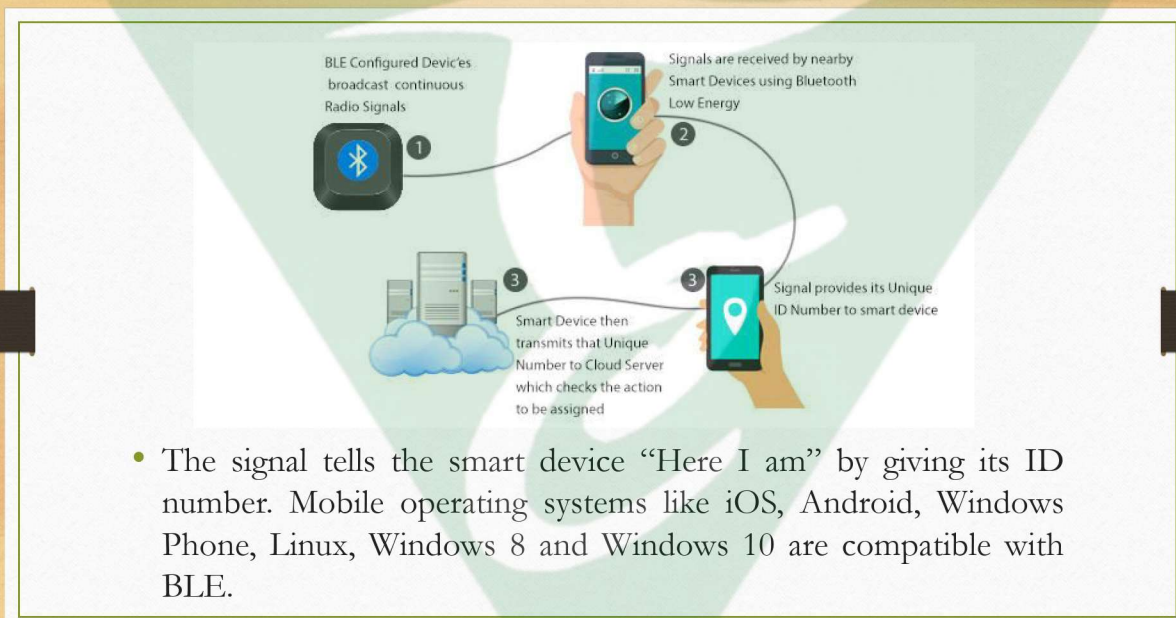 BLE Configured Devic'es
broadcast continuous
Radio Signals
1
Signals are received by nearby
Smart Devices using Bluetooth
Low Energy
2
3
Signal provides its Unique
ID Number to smart device
3
Smart Device then
transmits that Unique
Number to Cloud Server
which checks the action
to be assigned
• The signal tells the smart device “Here I am” by giving its ID
number. Mobile operating systems like iOS, Android, Windows
Phone, Linux, Windows 8 and Windows 10 are compatible with
BLE.